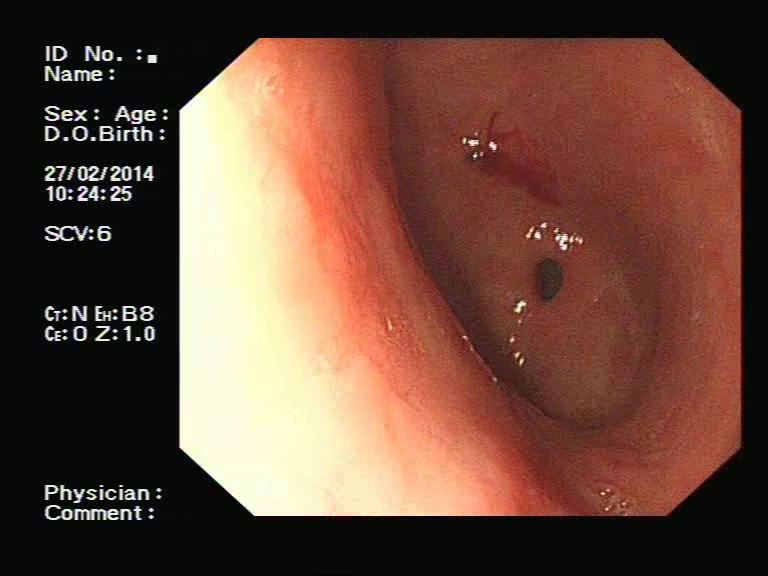 ID No. :
Name:
Sex: Age:
D.O.Birth:
27/02/2014
10:24:25
SCV:6
CT:N EH:B8
CE:0 Z:1.0
Physician:
Comment: